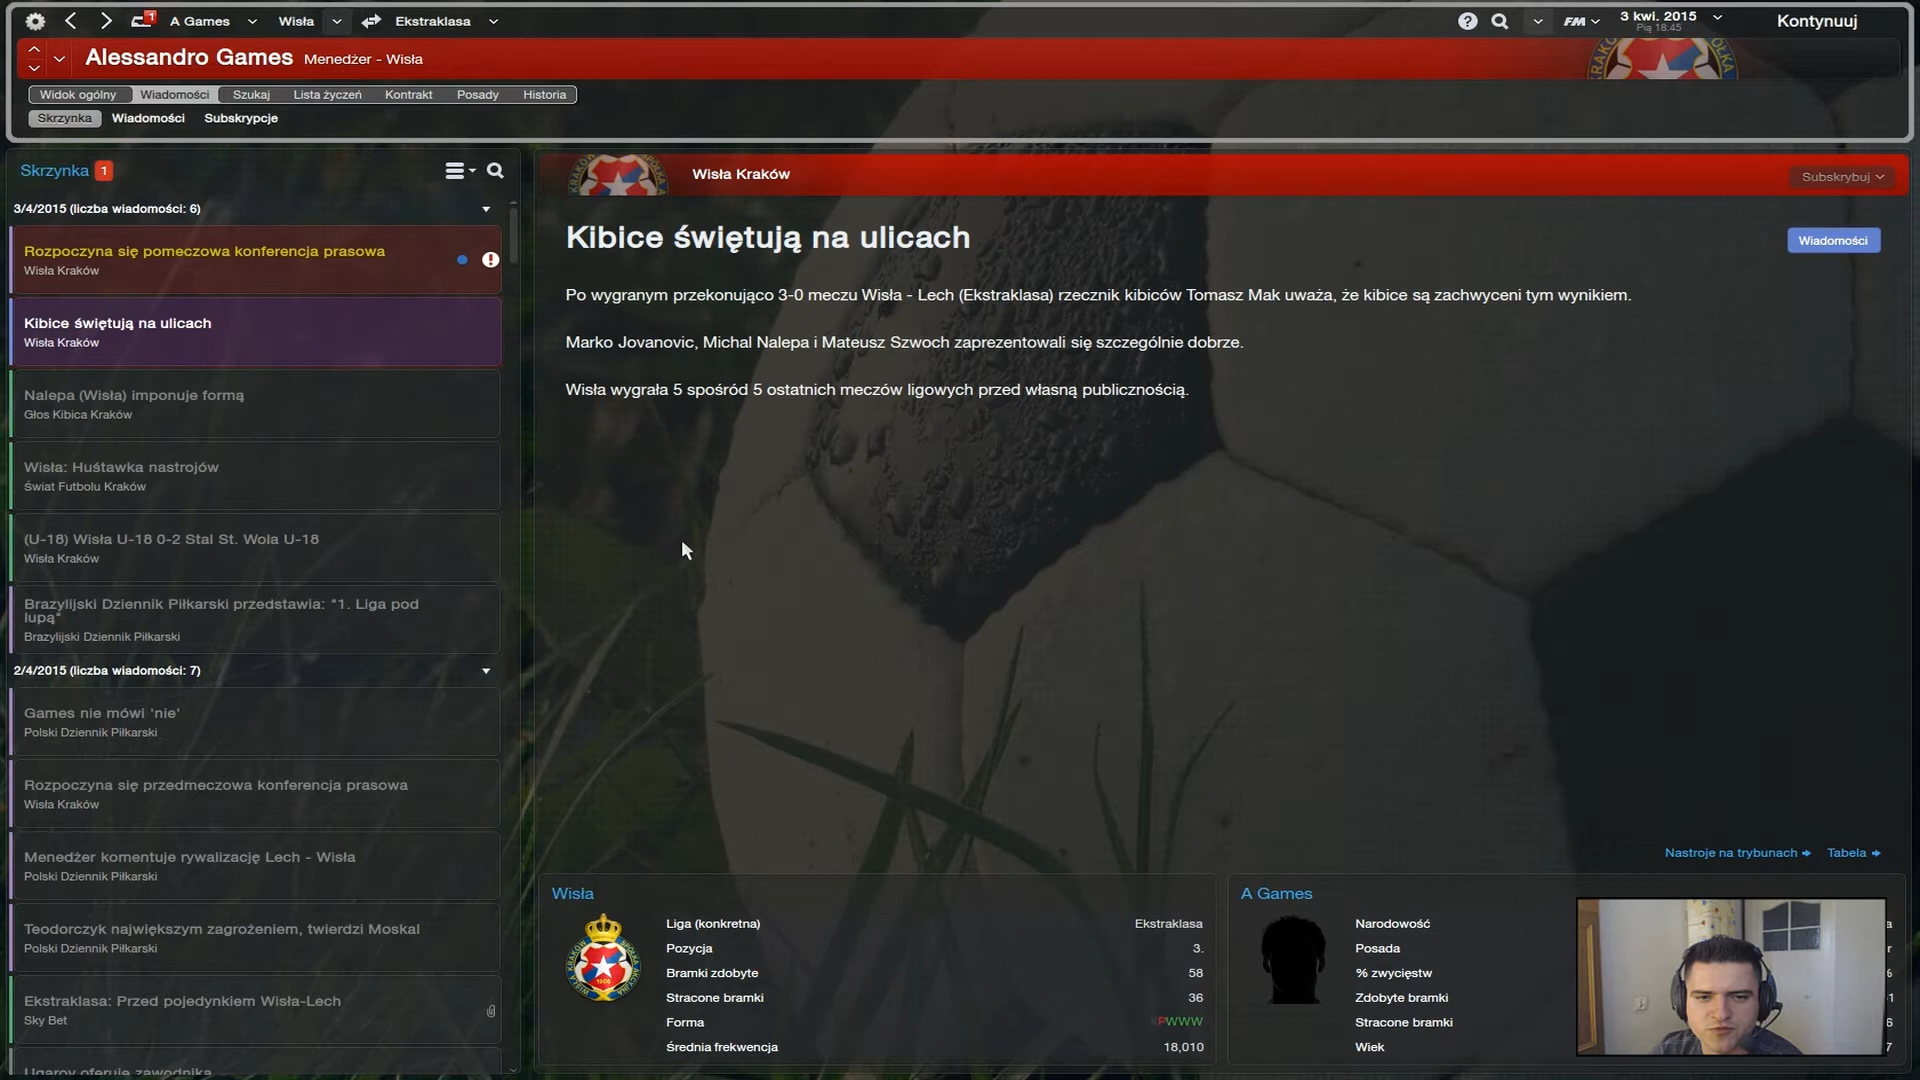 1
A Games
Wisła
Ekstraklasa
FM
3 kwi. 2015
Pią 18:45
Kontynuuj
Alessandro Games Menedżer - Wisła
Widok ogólny Wiadomości Szukaj Lista życzeń Kontrakt Posady Historia
Skrzynka Wiadomości Subskrypcje
Skrzynka 1
3/4/2015 (liczba wiadomości: 6)
Rozpoczyna się pomeczowa konferencja prasowa
Wisła Kraków
Kibice świętują na ulicach
Wisła Kraków
Nalepa (Wisła) imponuje formą
Głos Kibica Kraków
Wisła: Huśtawka nastrojów
Świat Futbolu Kraków
(U-18) Wisła U-18 0-2 Stal St. Wola U-18
Wisła Kraków
Brazylijski Dziennik Piłkarski przedstawia: "1. Liga pod
lupą"
Brazylijski Dziennik Piłkarski
2/4/2015 (liczba wiadomości: 7)
Games nie mówi 'nie'
Polski Dziennik Piłkarski
Rozpoczyna się przedmeczowa konferencja prasowa
Wisła Kraków
Menedżer komentuje rywalizację Lech - Wisła
Polski Dziennik Piłkarski
Teodorczyk największym zagrożeniem, twierdzi Moskal
Polski Dziennik Piłkarski
Ekstraklasa: Przed pojedynkiem Wisła-Lech
Sky Bet
Ugarov oferuje zawodnika
Wisła Kraków
Subskrybuj
Kibice świętują na ulicach
Wiadomości
Po wygranym przekonująco 3-0 meczu Wisła - Lech (Ekstraklasa) rzecznik kibiców Tomasz Mak uważa, że kibice są zachwyceni tym wynikiem.
Marko Jovanovic, Michal Nalepa i Mateusz Szwoch zaprezentowali się szczególnie dobrze.
Wisła wygrała 5 spośród 5 ostatnich meczów ligowych przed własną publicznością.
Nastroje na trybunach Tabela
Wisła
Liga (konkretna) Ekstraklasa
Pozycja 3.
Bramki zdobyte 58
Stracone bramki 36
Forma XPWWW
Średnia frekwencja 18,010
A Games
Narodowość
Posada
% zwycięstw
Zdobyte bramki
Stracone bramki
Wiek